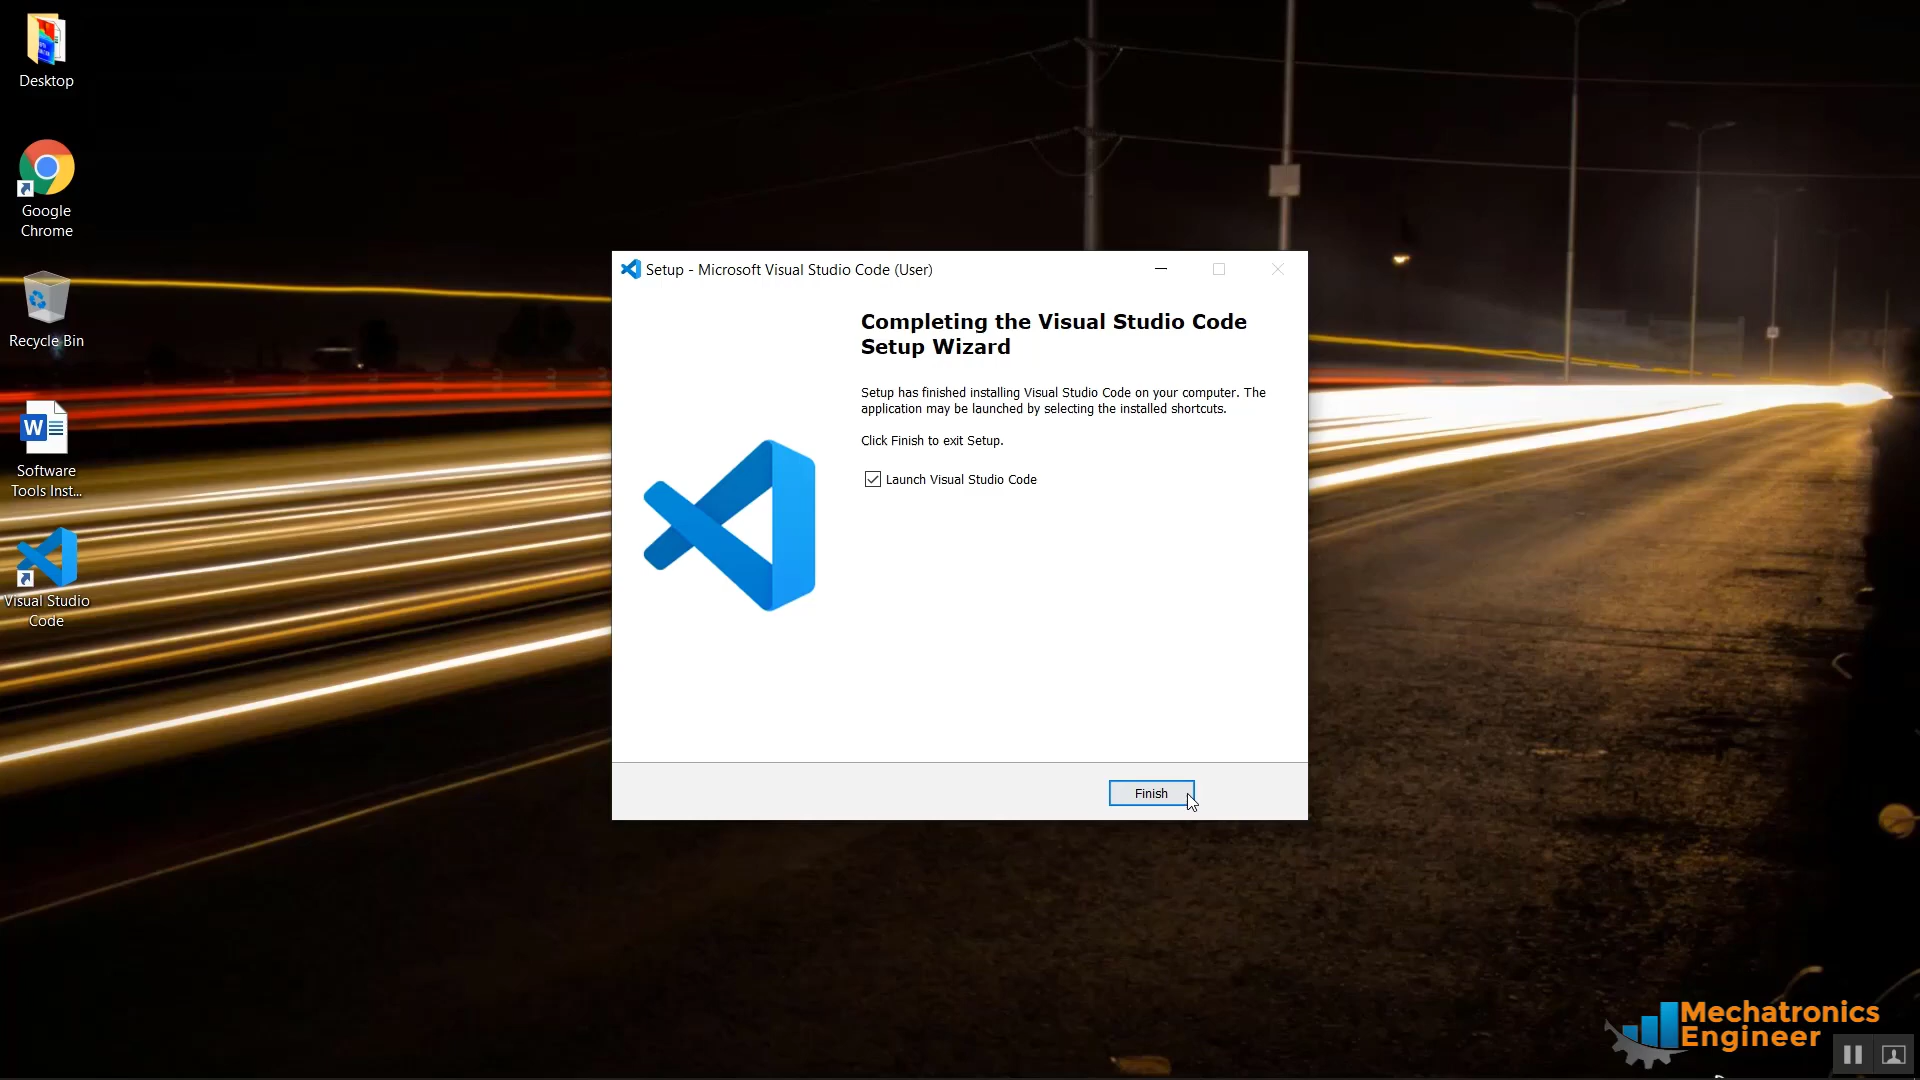 Desktop
Google
Chrome
Recycle Bin
Software
Tools Inst...
Visual Studio
Code
Setup - Microsoft Visual Studio Code (User)
Completing the Visual Studio Code
Setup Wizard
Setup has finished installing Visual Studio Code on your computer. The
application may be launched by selecting the installed shortcuts.
Click Finish to exit Setup.
Launch Visual Studio Code
Finish
Mechatronics
Engineer